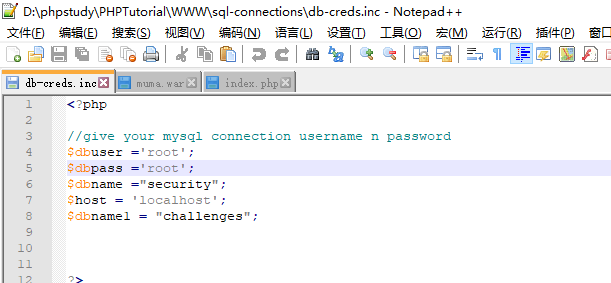 D:\phpstudy\PHPTutorial\WWW\sql-connections\db-creds.inc - Notepad++
文件(F) 编辑(E) 搜索(S) 视图(V) 编码(N) 语言(L) 设置(T) 工具(O) 宏(M) 运行(R) 插件(P) 窗口
db-creds.inc muma.war index.php
1 <?php
2
3 //give your mysql connection username n password
4 $dbuser ='root';
5 $dbpass ='root';
6 $dbname ="security";
7 $host = 'localhost';
8 $dbname1 = "challenges";
9
10
11
12 ?>